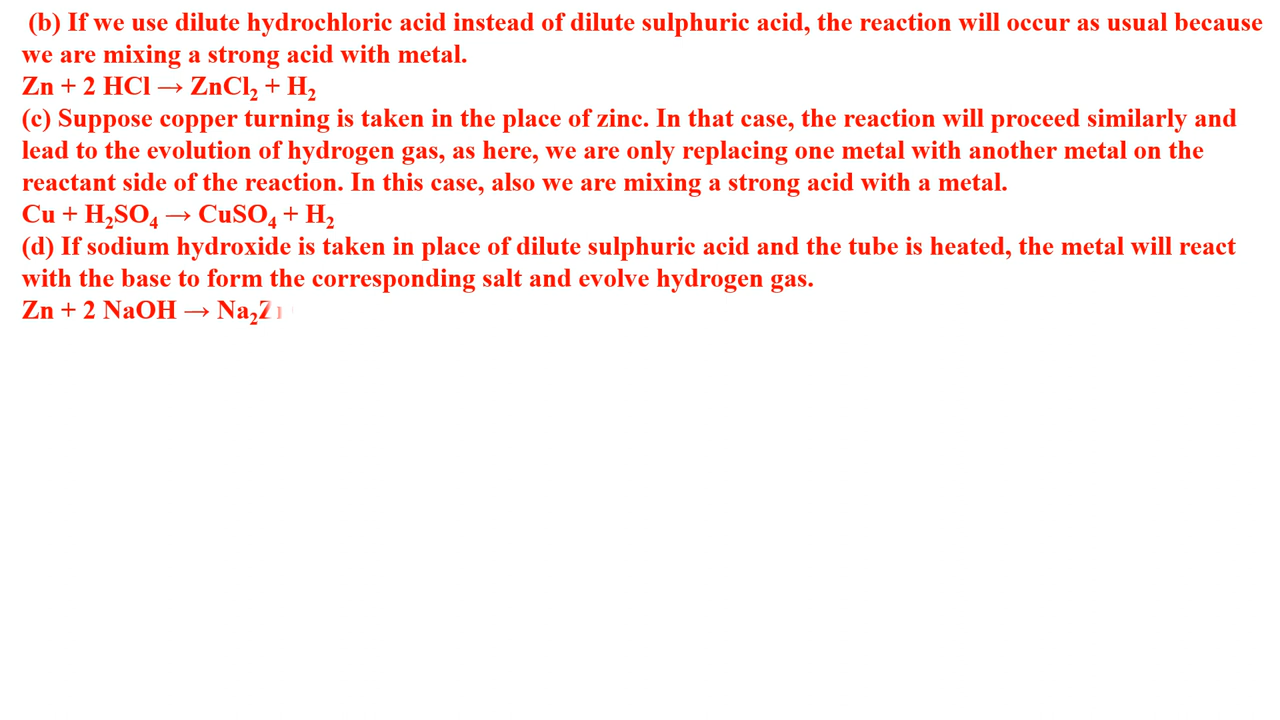 (b) If we use dilute hydrochloric acid instead of dilute sulphuric acid, the reaction will occur as usual because
we are mixing a strong acid with metal.
Zn + 2 HCl → ZnCl₂ + H₂
(c) Suppose copper turning is taken in the place of zinc. In that case, the reaction will proceed similarly and
lead to the evolution of hydrogen gas, as here, we are only replacing one metal with another metal on the
reactant side of the reaction. In this case, also we are mixing a strong acid with a metal.
Cu + H₂SO₄ → CuSO₄ + H₂
(d) If sodium hydroxide is taken in place of dilute sulphuric acid and the tube is heated, the metal will react
with the base to form the corresponding salt and evolve hydrogen gas.
Zn + 2 NaOH → Na₂Zn